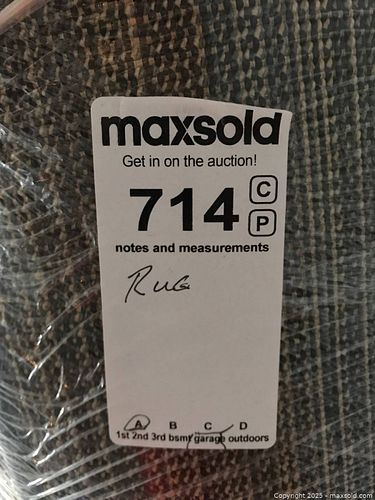 maxsold
Get in on the auction!
714
C
P
notes and measurements
RUG
A B C D
1st 2nd 3rd bsmt garage outdoors
Copyright 2025 - maxsold.com